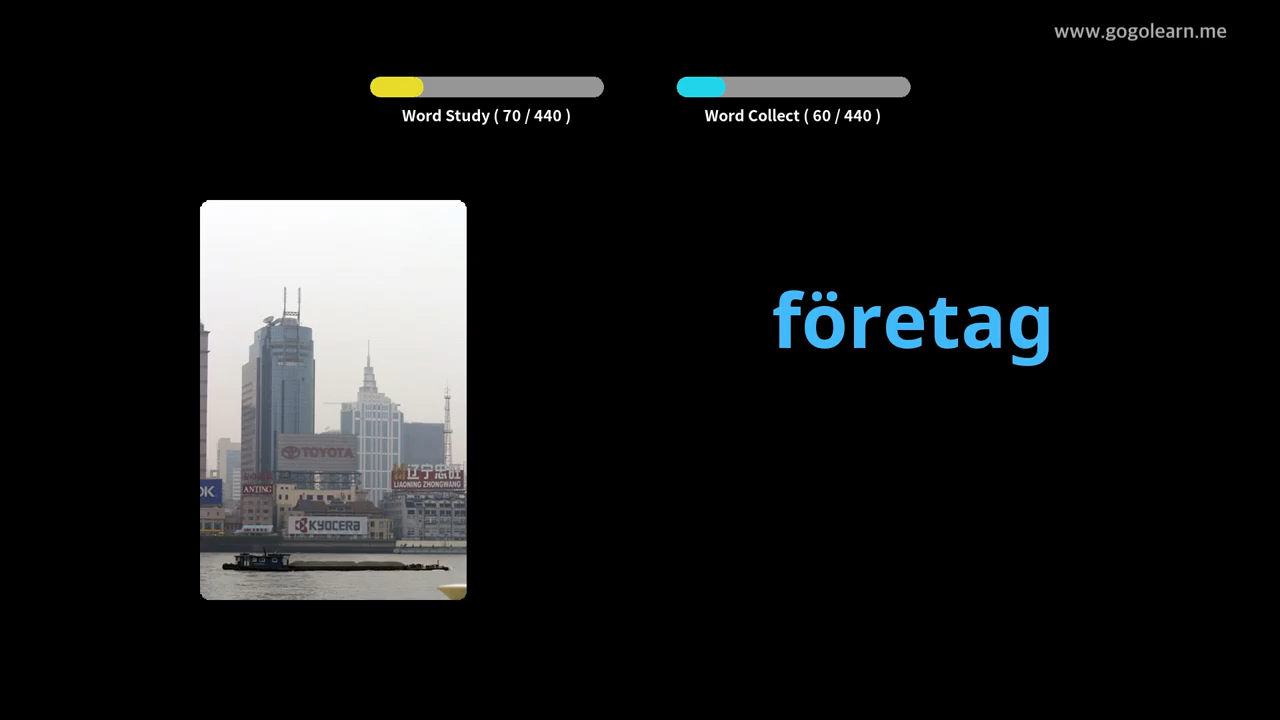 www.gogolearn.me
Word Study ( 70 / 440 )
Word Collect ( 60 / 440 )
företag
TOYOTA
辽宁忠旺
LIAONING ZHONGWANG
ANTING
OK
KYOCERA